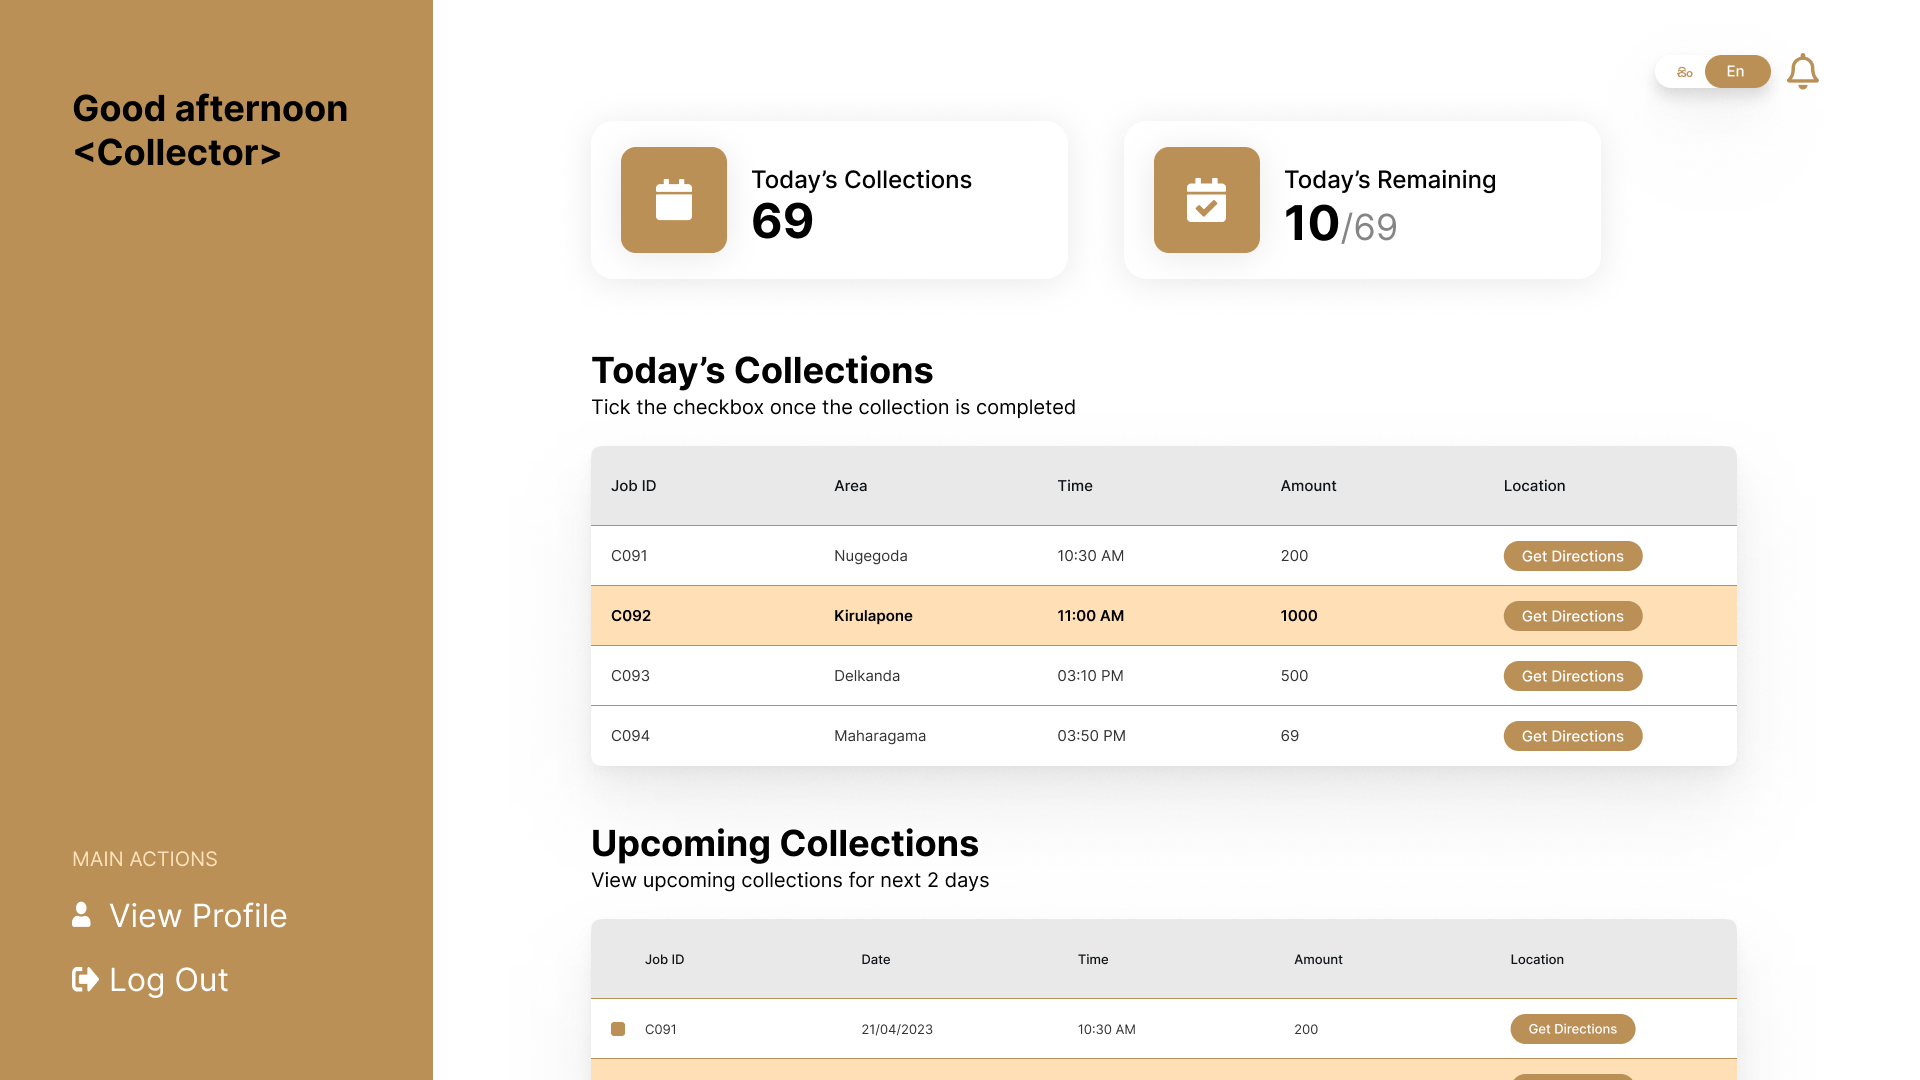 Good afternoon
<Collector>
En
Today’s Collections
69
Today’s Remaining
10/69
Today’s Collections
Tick the checkbox once the collection is completed
Job ID Area Time Amount Location
C091 Nugegoda 10:30 AM 200 Get Directions
C092 Kirulapone 11:00 AM 1000 Get Directions
C093 Delkanda 03:10 PM 500 Get Directions
C094 Maharagama 03:50 PM 69 Get Directions
Upcoming Collections
View upcoming collections for next 2 days
Job ID Date Time Amount Location
C091 21/04/2023 10:30 AM 200 Get Directions
MAIN ACTIONS
View Profile
Log Out